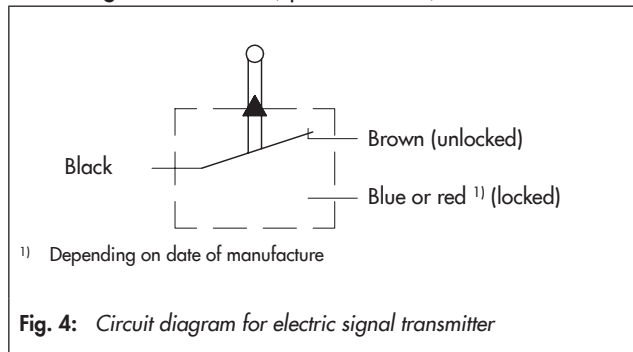 Brown (unlocked)
Black
Blue or red ¹⁾ (locked)
¹⁾ Depending on date of manufacture
Fig. 4: Circuit diagram for electric signal transmitter